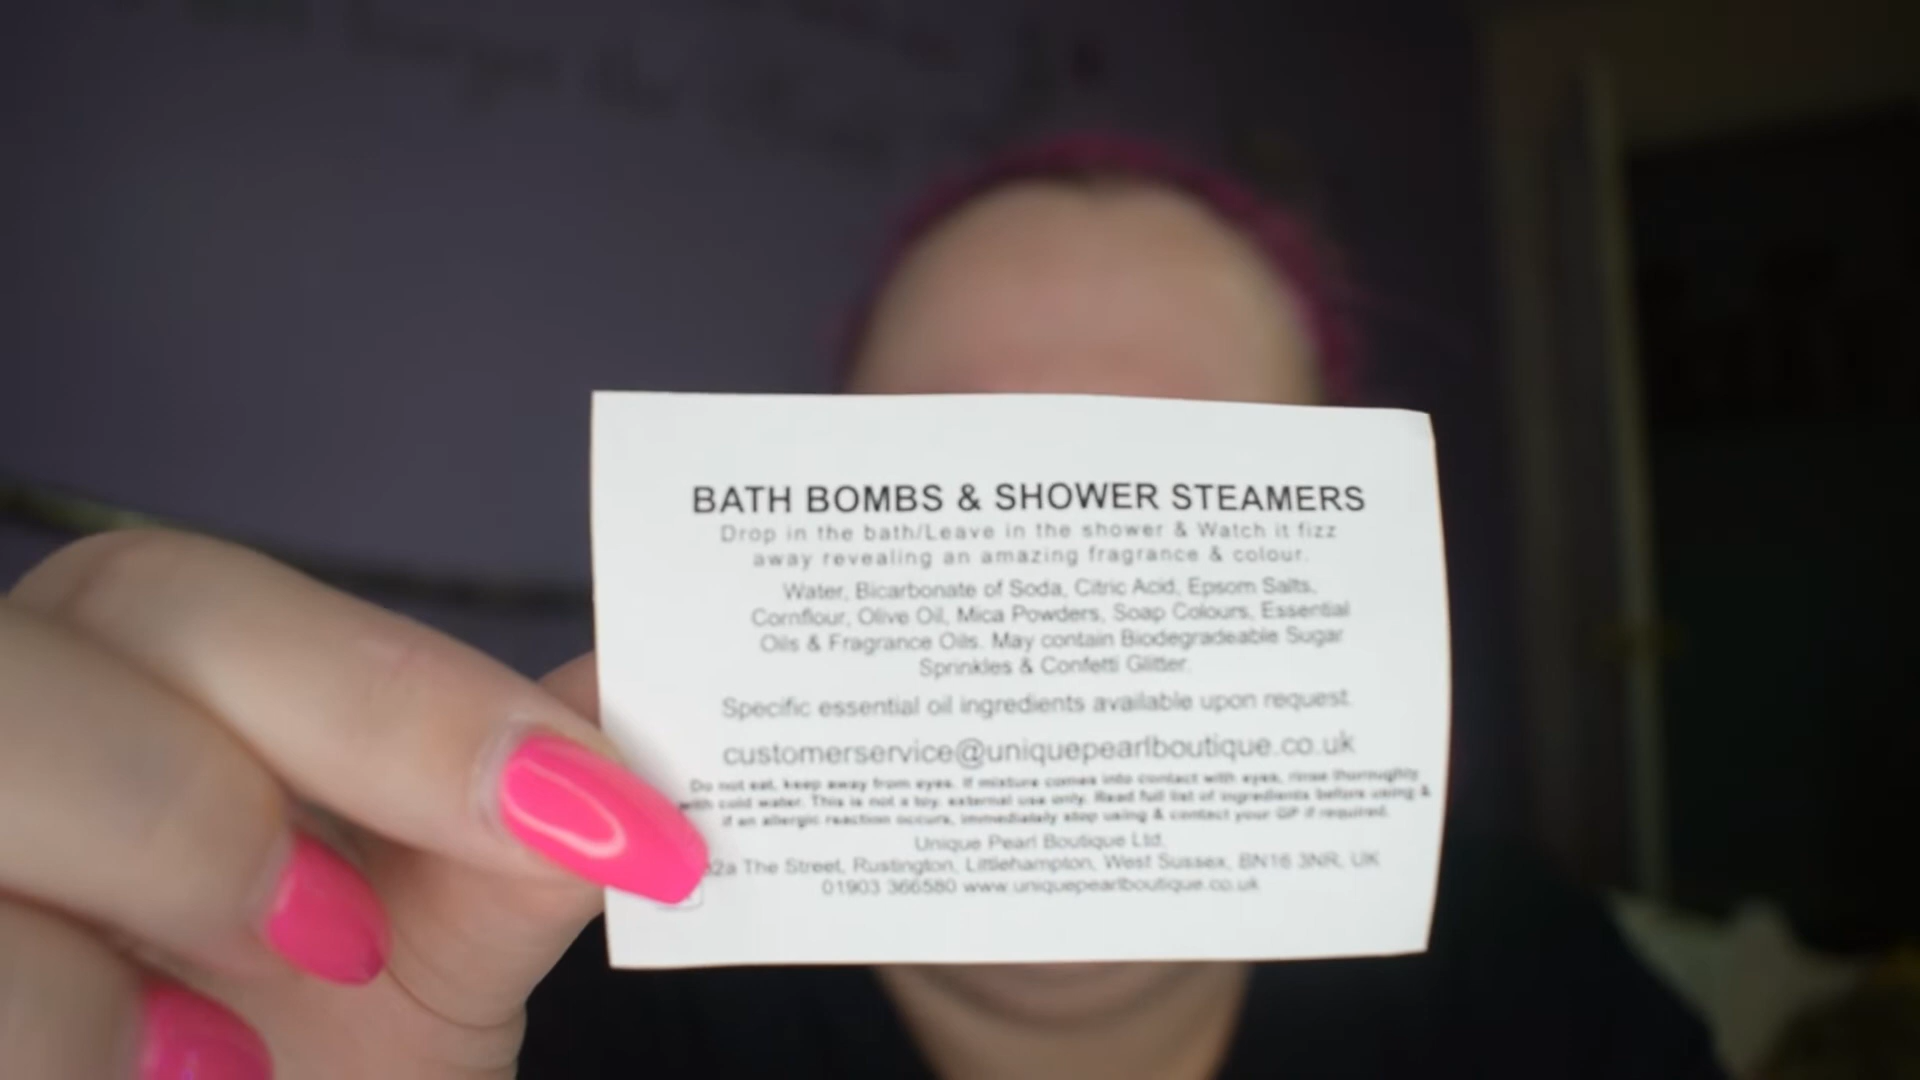 BATH BOMBS & SHOWER STEAMERS
Drop in the bath/Leave in the shower & Watch it fizz
away revealing an amazing fragrance & colour.
Water, Bicarbonate of Soda, Citric Acid, Epsom Salts,
Cornflour, Olive Oil, Mica Powders, Soap Colours, Essential
Oils & Fragrance Oils. May contain Biodegradeable Sugar
Sprinkles & Confetti Glitter.
Specific essential oil ingredients available upon request.
customerservice@uniquepearlboutique.co.uk
Do not eat, keep away from eyes. If mixture comes into contact with eyes, rinse thoroughly
with cold water. This is not a toy, external use only. Read full list of ingredients before using &
if an allergic reaction occurs, immediately stop using & contact your GP if required.
Unique Pearl Boutique Ltd,
The Street, Rustington, Littlehampton, West Sussex, BN16 3NR, UK
01903 366580 www.uniquepearlboutique.co.uk